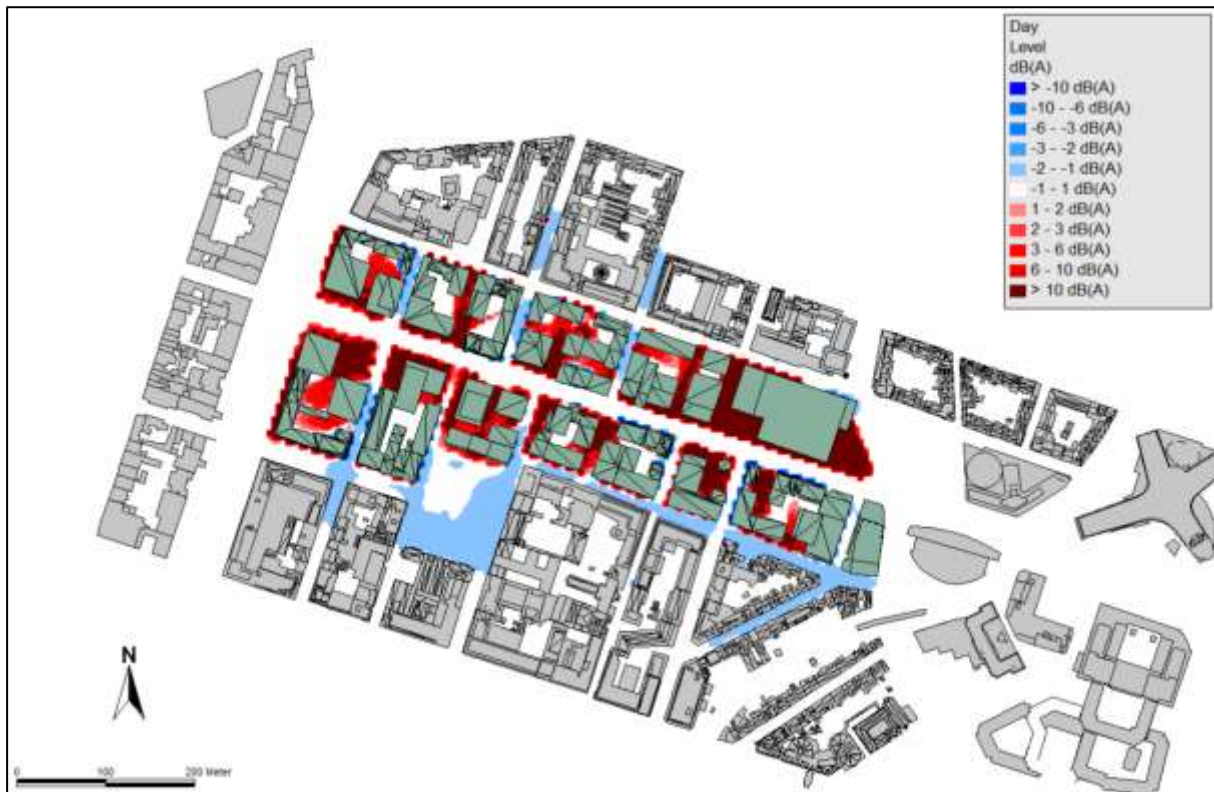 Day
Level
dB(A)
> -10 dB(A)
-10 - -6 dB(A)
-6 - -3 dB(A)
-3 - -2 dB(A)
-2 - -1 dB(A)
-1 - 1 dB(A)
1 - 2 dB(A)
2 - 3 dB(A)
3 - 6 dB(A)
6 - 10 dB(A)
> 10 dB(A)
N
0 100 200 Meter